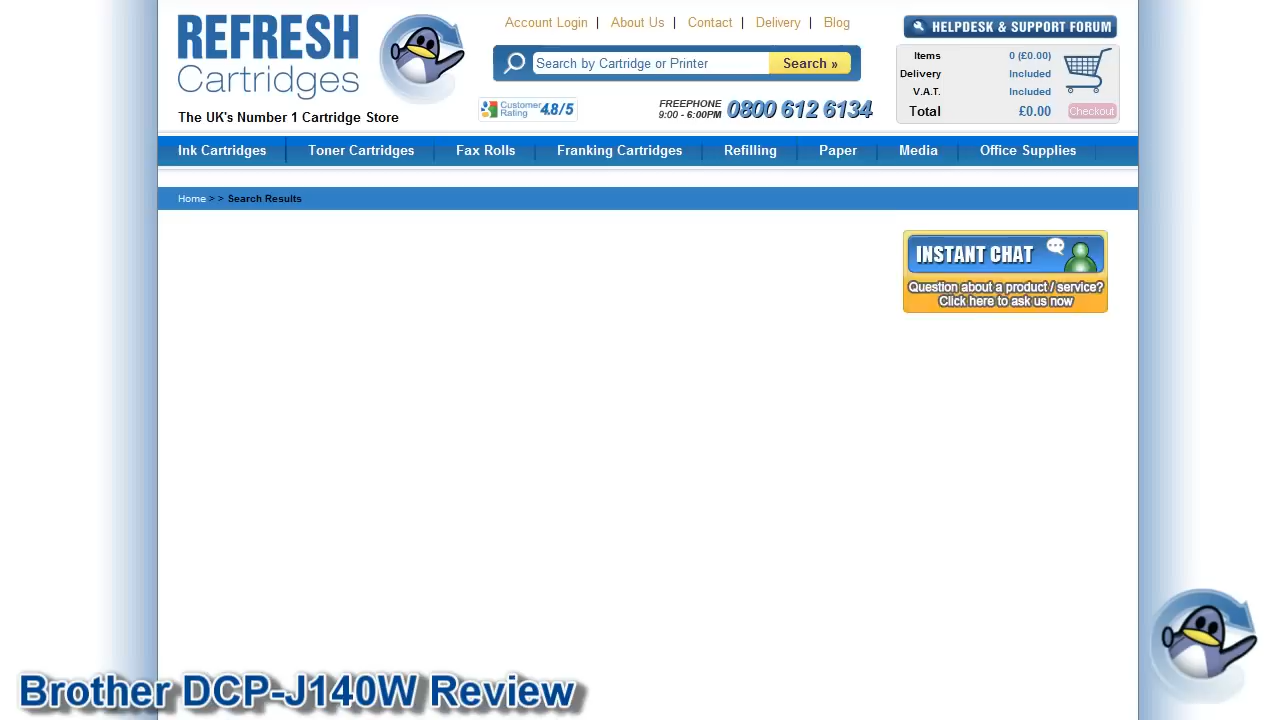 REFRESH
Cartridges
The UK's Number 1 Cartridge Store
Account Login | About Us | Contact | Delivery | Blog
Search by Cartridge or Printer
Search »
Customer Rating 4.8/5
FREEPHONE
9:00 - 6:00PM
0800 612 6134
HELPDESK & SUPPORT FORUM
Items 0 (£0.00)
Delivery Included
V.A.T. Included
Total £0.00 Checkout
Ink Cartridges Toner Cartridges Fax Rolls Franking Cartridges Refilling Paper Media Office Supplies
Home > > Search Results
INSTANT CHAT
Question about a product / service?
Click here to ask us now
Brother DCP-J140W Review